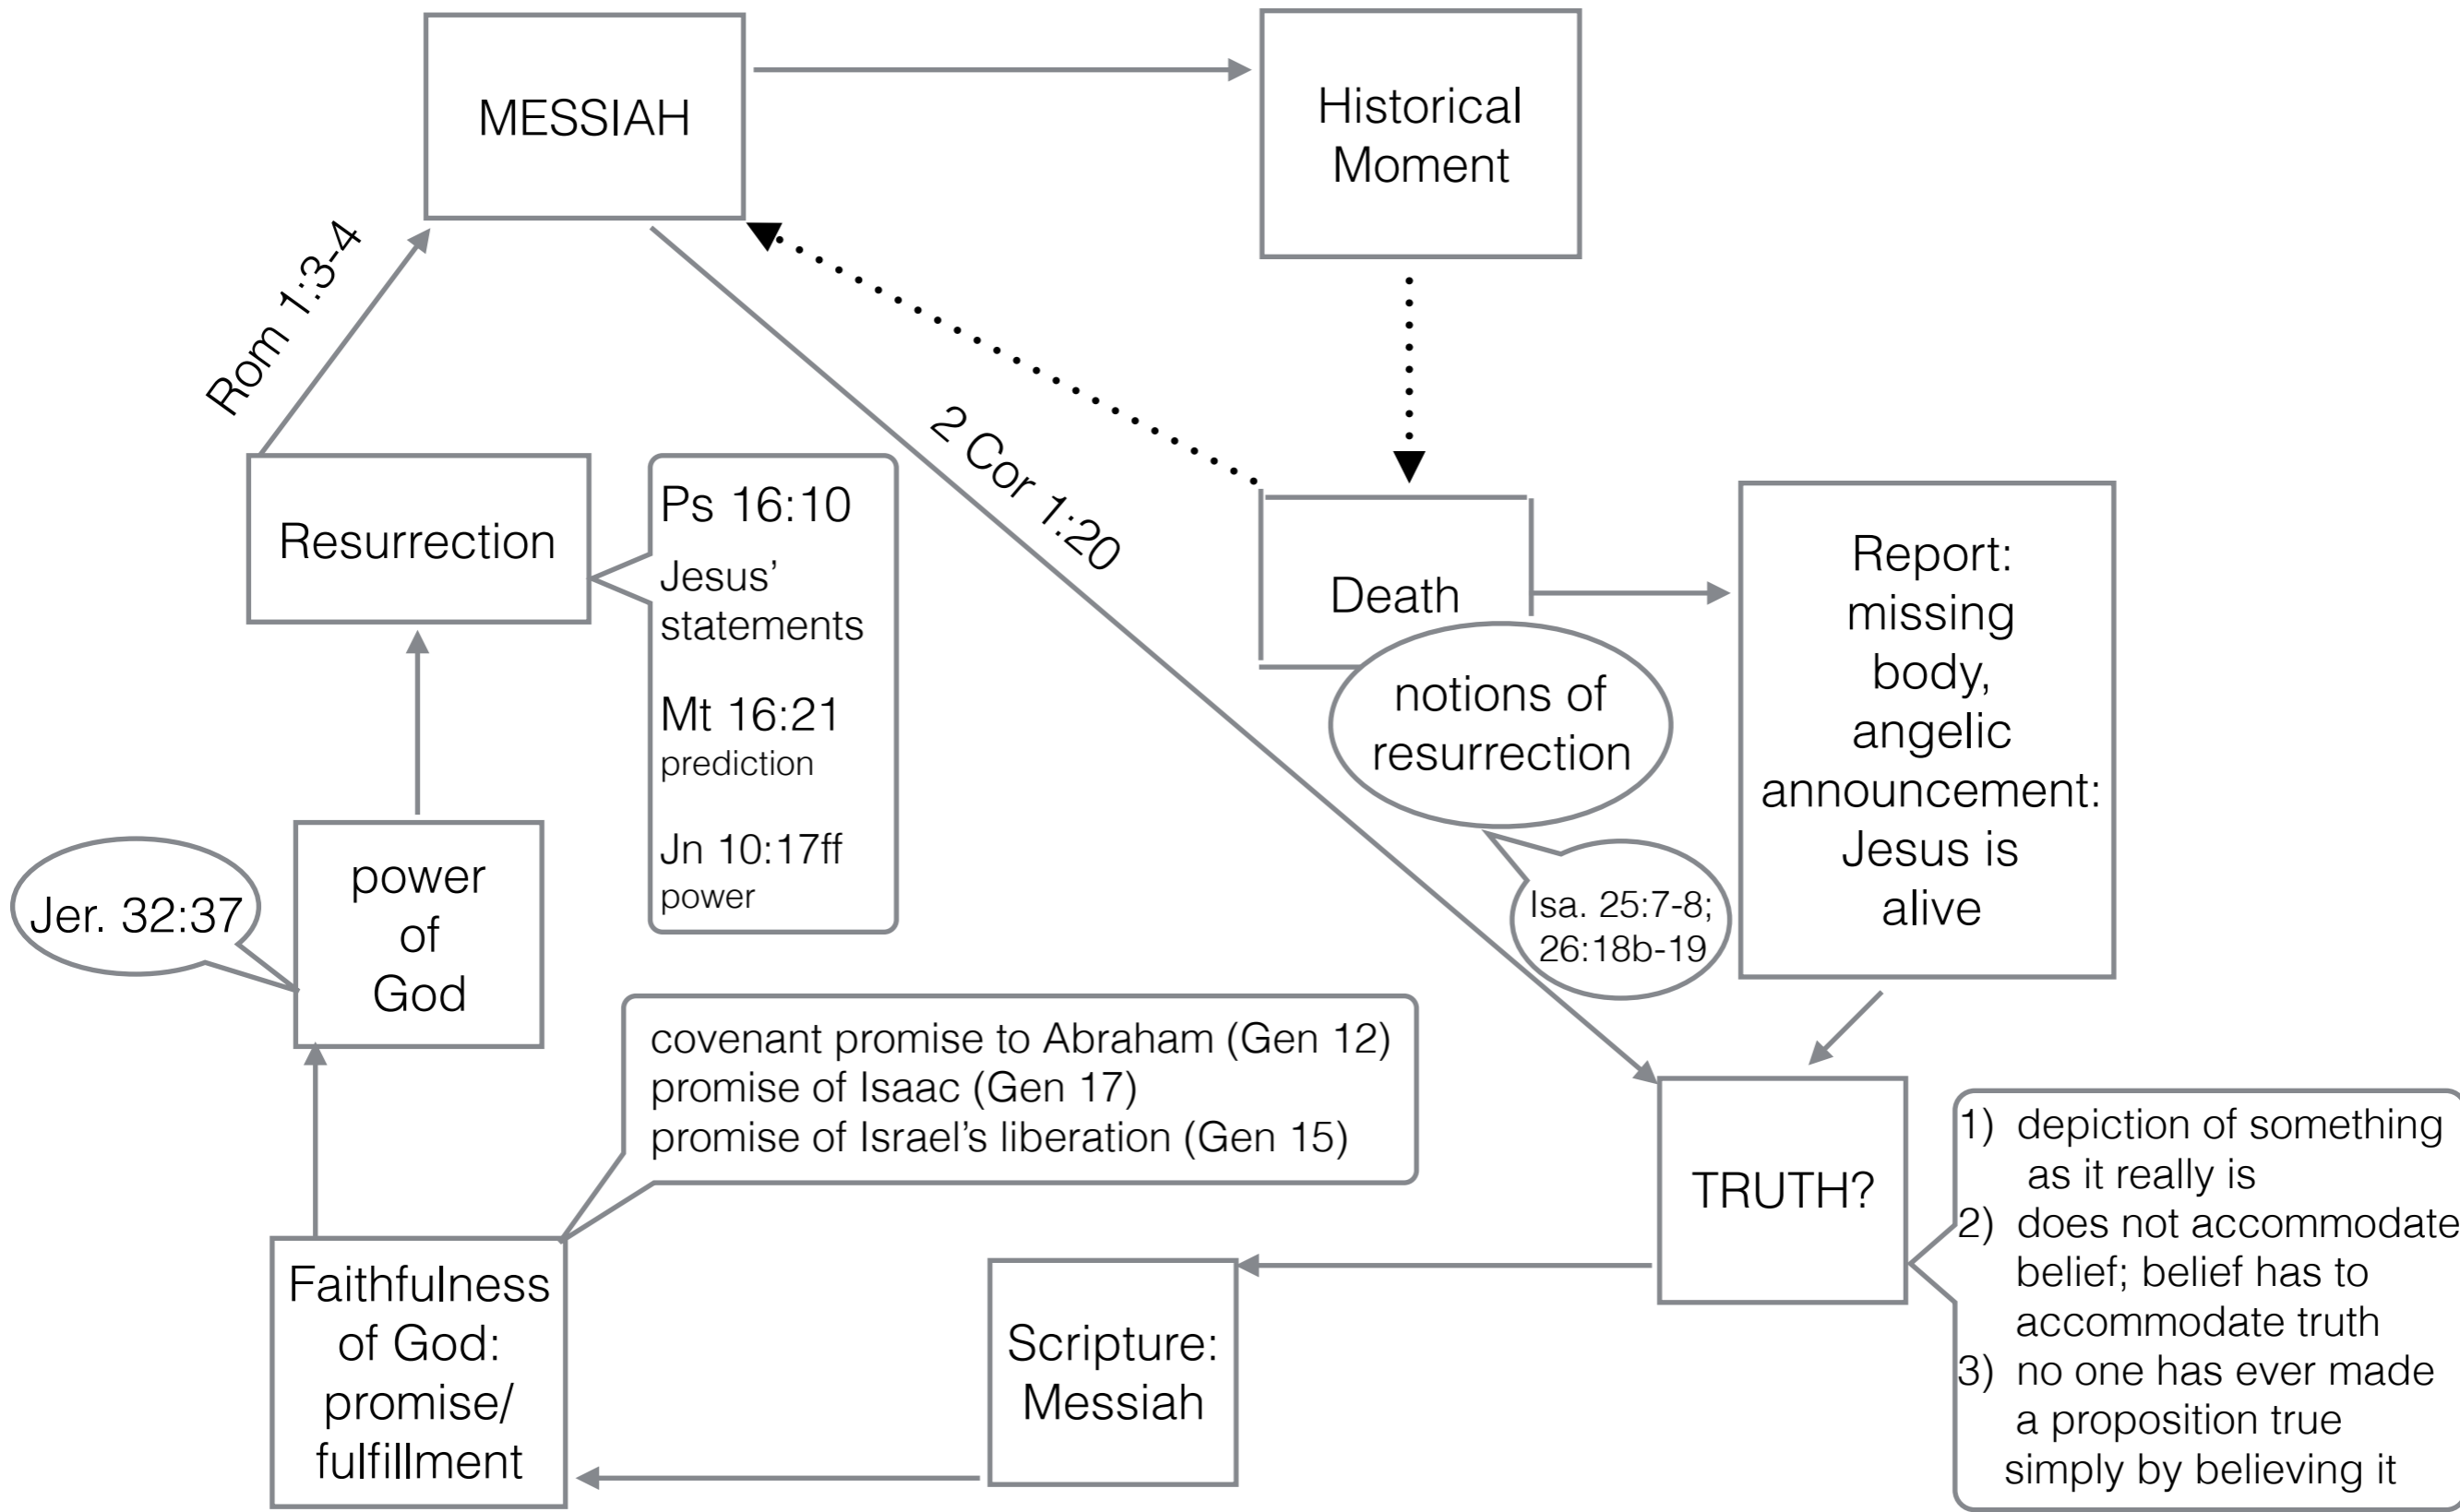 MESSIAH
Historical
Moment
Rom 1:3-4
2 Cor 1:20
Resurrection
Ps 16:10
Jesus’
statements
Mt 16:21
prediction
Jn 10:17ff
power
Death
notions of
resurrection
Isa. 25:7-8;
26:18b-19
Report:
missing
body,
angelic
announcement:
Jesus is
alive
Jer. 32:37
power
of
God
covenant promise to Abraham (Gen 12)
promise of Isaac (Gen 17)
promise of Israel’s liberation (Gen 15)
TRUTH?
1) depiction of something
as it really is
2) does not accommodate
belief; belief has to
accommodate truth
3) no one has ever made
a proposition true
simply by believing it
Faithfulness
of God:
promise/
fulfillment
Scripture:
Messiah